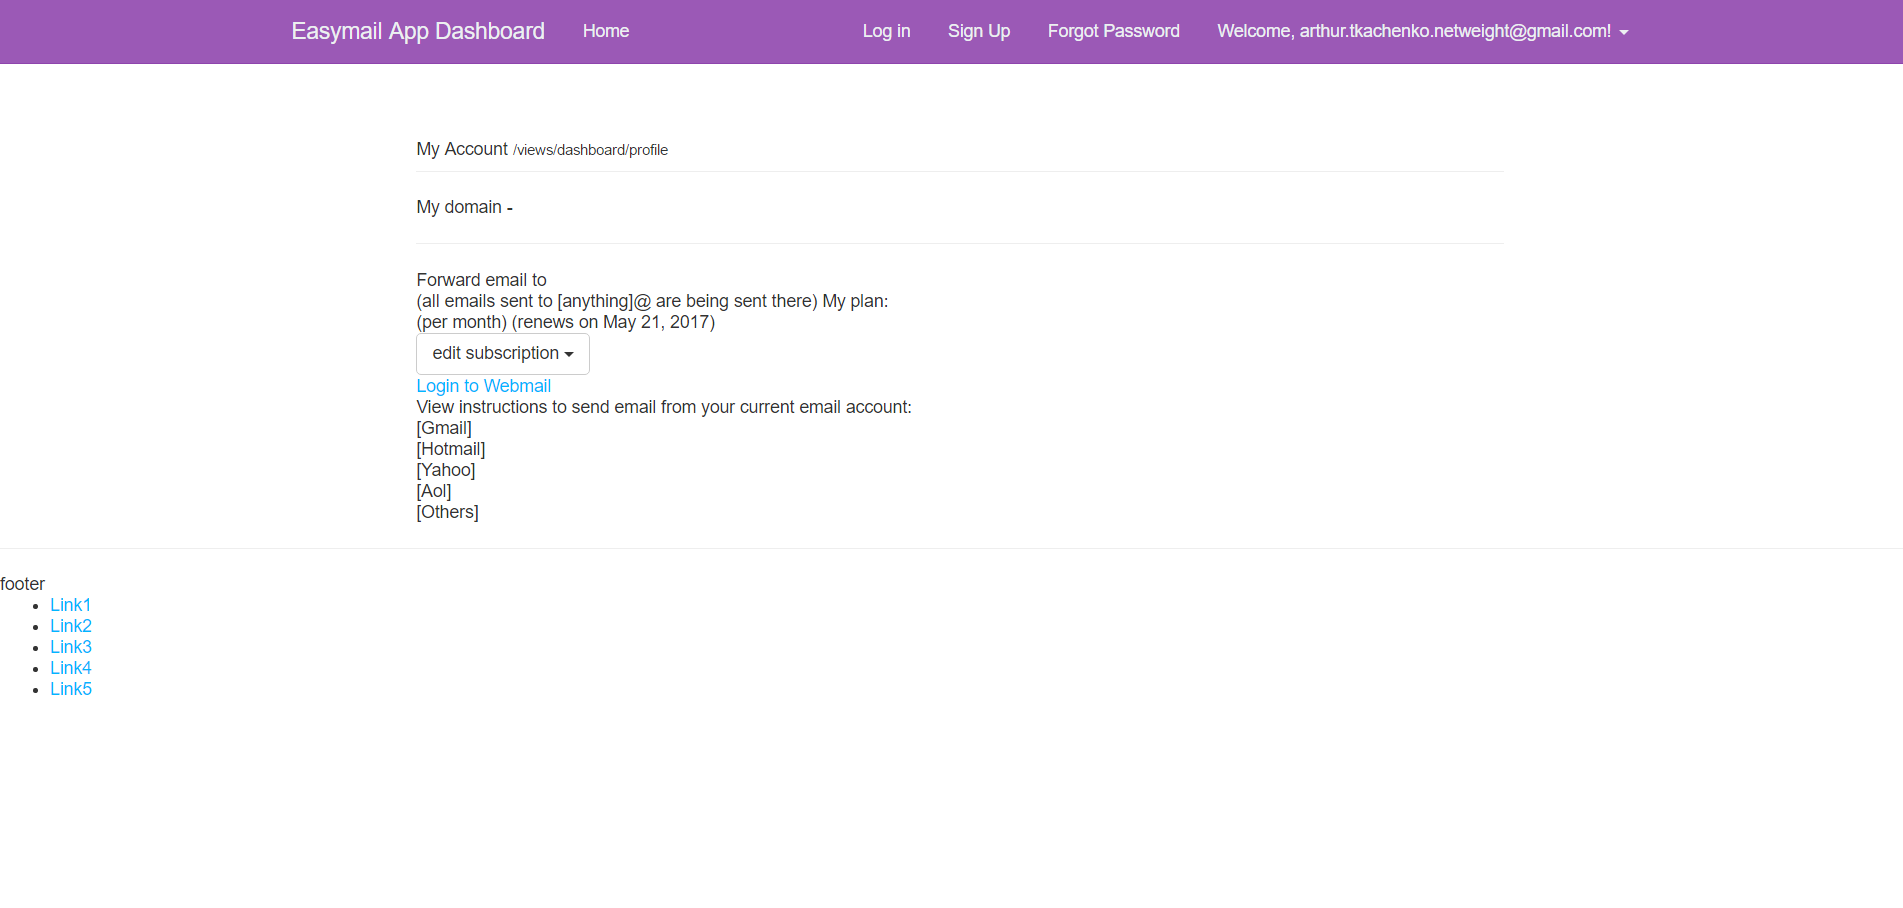 Easymail App Dashboard Home Log in Sign Up Forgot Password Welcome, arthur.tkachenko.netweight@gmail.com!
My Account /views/dashboard/profile
My domain -
Forward email to
(all emails sent to [anything]@ are being sent there) My plan:
(per month) (renews on May 21, 2017)
edit subscription
Login to Webmail
View instructions to send email from your current email account:
[Gmail]
[Hotmail]
[Yahoo]
[Aol]
[Others]
footer
Link1
Link2
Link3
Link4
Link5